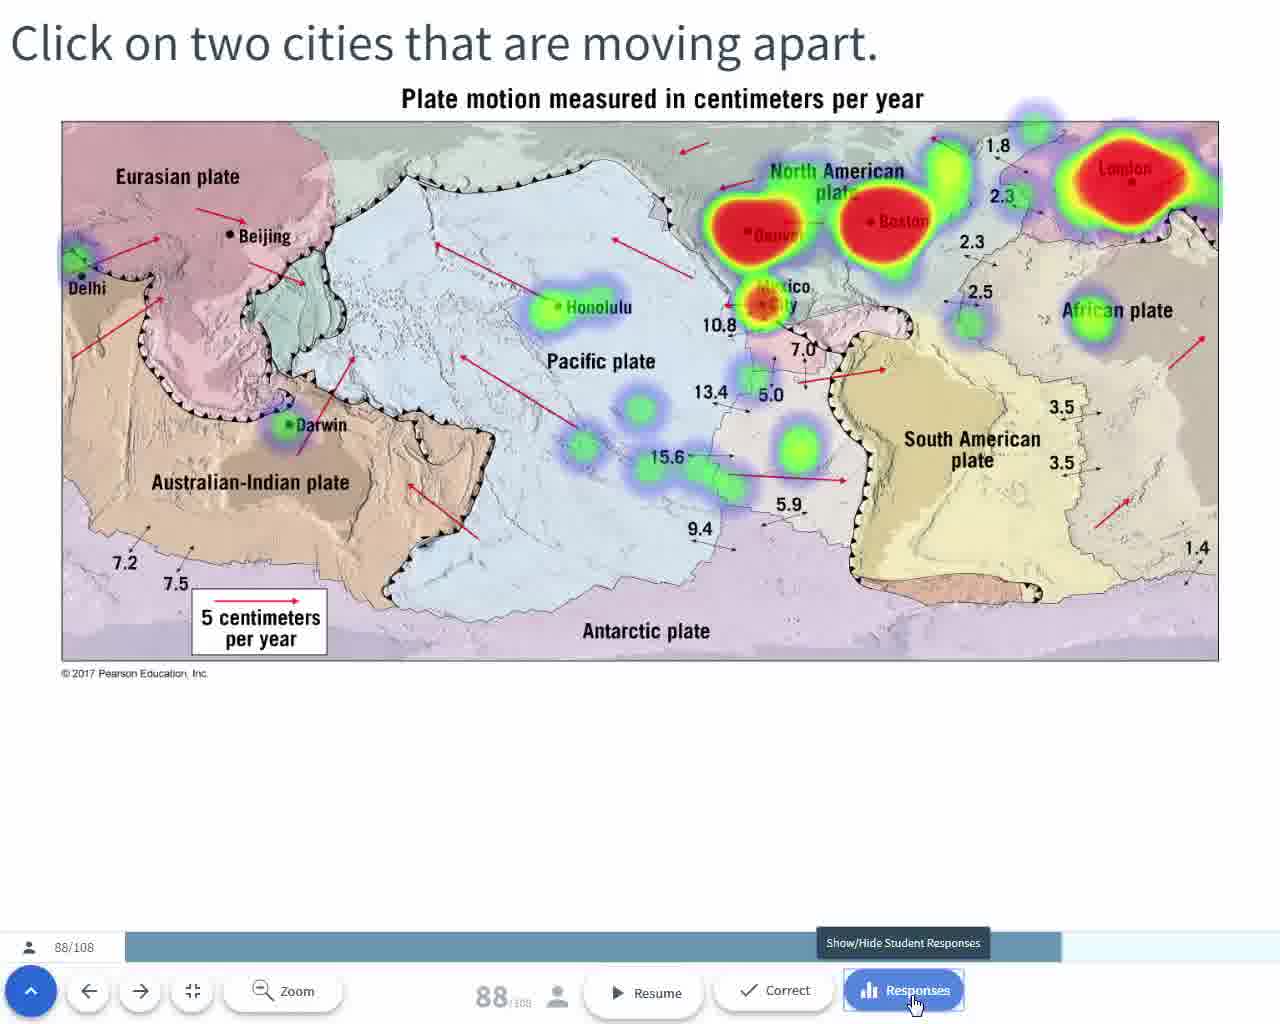 Click on two cities that are moving apart.
Plate motion measured in centimeters per year
1.8
London
North American
plate
Eurasian plate
2.3
Boston
Denver
Beijing
2.3
Delhi
Mexico
City
2.5
Honolulu
African plate
10.8
7.0
Pacific plate
13.4
5.0
3.5
Darwin
South American
plate
15.6
3.5
Australian-Indian plate
5.9
9.4
7.2
7.5
1.4
5 centimeters
per year
Antarctic plate
© 2017 Pearson Education, Inc.
88/108
Show/Hide Student Responses
Zoom
88/108
Resume
Correct
Responses